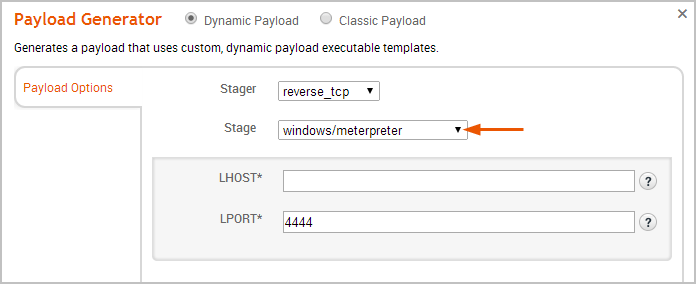 Payload Generator Dynamic Payload Classic Payload ×
Generates a payload that uses custom, dynamic payload executable templates.
Payload Options
Stager reverse_tcp
Stage windows/meterpreter
LHOST* ?
LPORT* 4444 ?